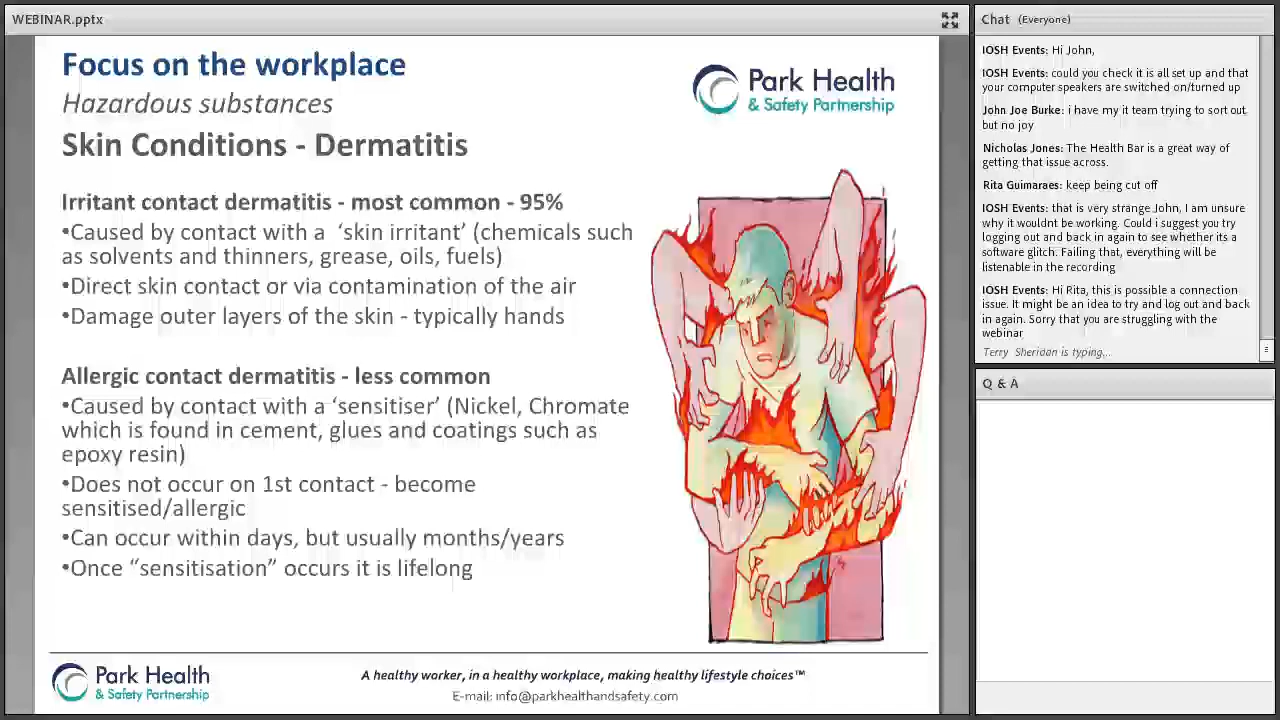 WEBINAR.pptx
Focus on the workplace
Hazardous substances
Skin Conditions - Dermatitis
Park Health
& Safety Partnership
Irritant contact dermatitis - most common - 95%
•Caused by contact with a ‘skin irritant’ (chemicals such
as solvents and thinners, grease, oils, fuels)
•Direct skin contact or via contamination of the air
•Damage outer layers of the skin - typically hands
Allergic contact dermatitis - less common
•Caused by contact with a ‘sensitiser’ (Nickel, Chromate
which is found in cement, glues and coatings such as
epoxy resin)
•Does not occur on 1st contact - become
sensitised/allergic
•Can occur within days, but usually months/years
•Once “sensitisation” occurs it is lifelong
Park Health
& Safety Partnership
A healthy worker, in a healthy workplace, making healthy lifestyle choices™
E-mail: info@parkhealthandsafety.com
Chat (Everyone)
IOSH Events: Hi John,
IOSH Events: could you check it is all set up and that
your computer speakers are switched on/turned up
John Joe Burke: i have my it team trying to sort out
but no joy
Nicholas Jones: The Health Bar is a great way of
getting that issue across.
Rita Guimaraes: keep being cut off
IOSH Events: that is very strange John, I am unsure
why it wouldnt be working. Could i suggest you try
logging out and back in again to see whether its a
software glitch. Failing that, everything will be
listenable in the recording
IOSH Events: Hi Rita, this is possible a connection
issue. It might be an idea to try and log out and back
in again. Sorry that you are struggling with the
webinar
Terry Sheridan is typing...
Q & A